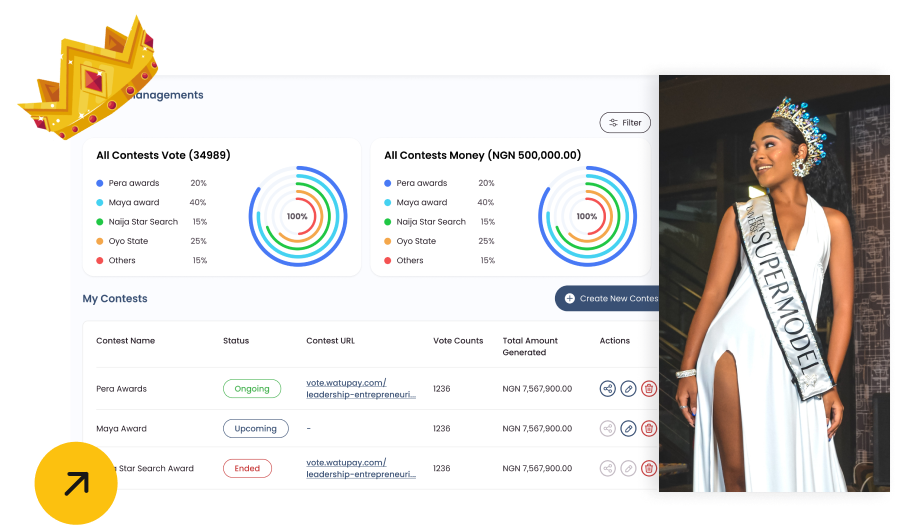 anagements
Filter
All Contests Vote (34989)
Pera awards 20%
Maya award 40%
Naija Star Search 15%
Oyo State 25%
Others 15%
100%
All Contests Money (NGN 500,000.00)
Pera awards 20%
Maya award 40%
Naija Star Search 15%
Oyo State 25%
Others 15%
100%
My Contests
Create New Contes
Contest Name Status Contest URL Vote Counts Total Amount Generated Actions
Pera Awards Ongoing vote.watupay.com/
leadership-entrepreneuri... 1236 NGN 7,567,900.00
Maya Award Upcoming - 1236 NGN 7,567,900.00
a Star Search Award Ended vote.watupay.com/
leadership-entrepreneuri... 1236 NGN 7,567,900.00
TEEN
UNIVERSE
SUPERMODEL